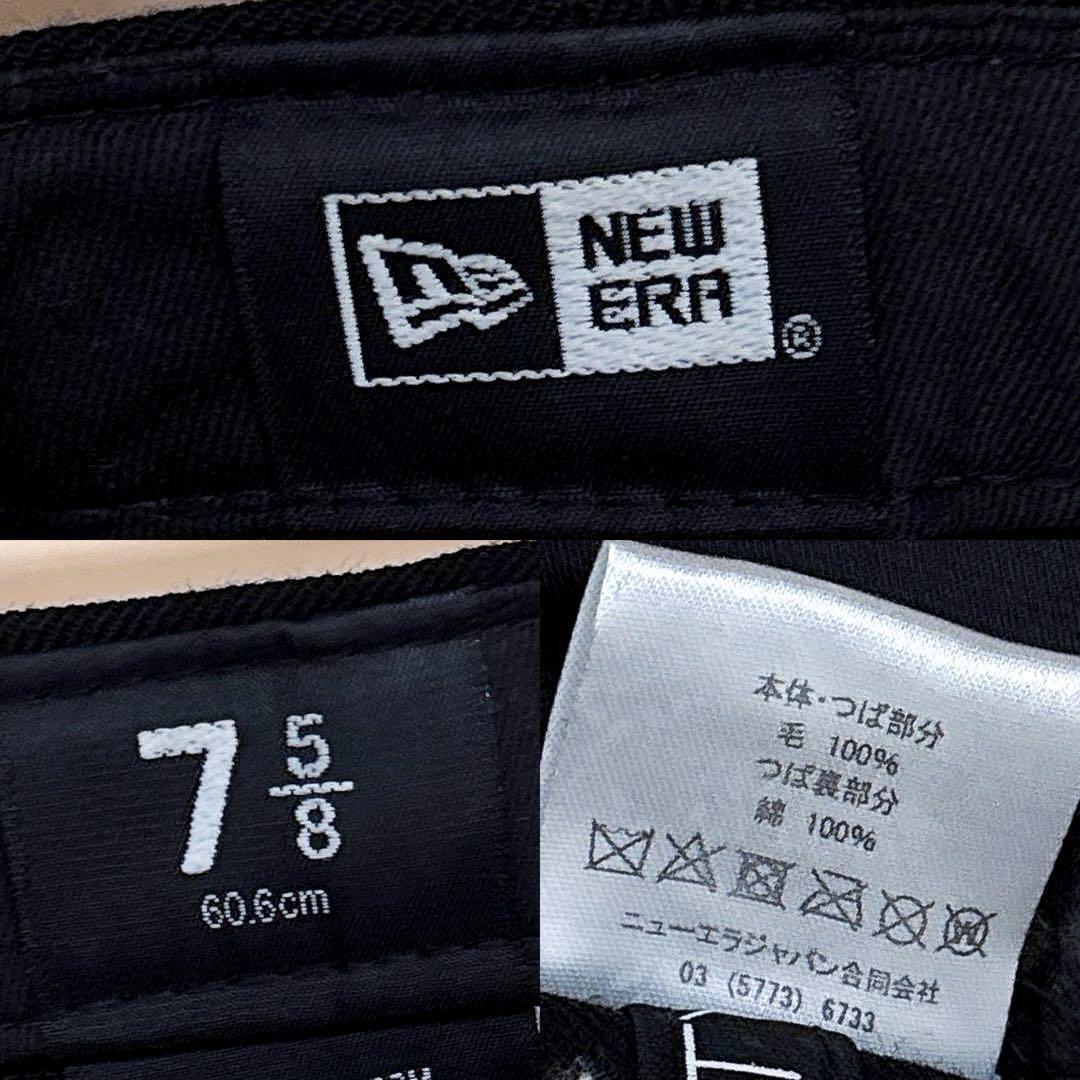 NEW
ERA
®
7 5/8
60.6cm
本体・つば部分
毛 100%
つば裏部分
綿 100%
ニューエラジャパン合同会社
03 (5773) 6733